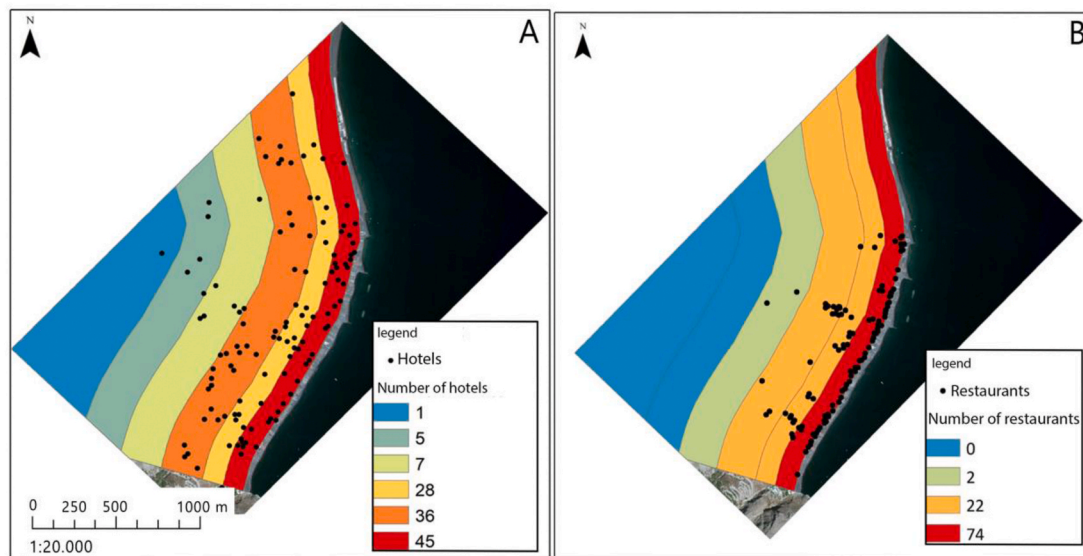 N
A
legend
Hotels
Number of hotels
1
5
7
28
36
45
0 250 500 1000 m
1:20.000
N
B
legend
Restaurants
Number of restaurants
0
2
22
74